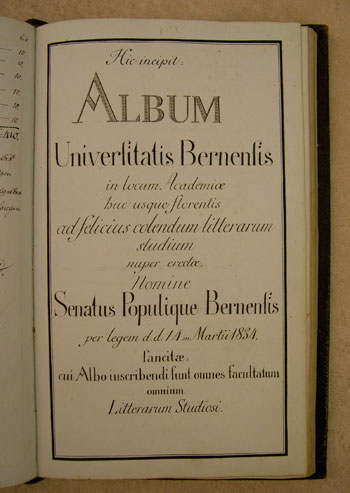 Hic incipit:
ALBUM
Univerſitatis Bernenſis
in locum Academiæ
huc usque florentis
ad felicius colendum litterarum
studium
nuper erectæ,
Nomine
Senatus Populique Bernenſis
per legem d.d. 14 m Martii 1834.
ſancitæ,
cui Albo inscribendi ſunt omnes facultatum
omnium
Litterarum Studiosi.